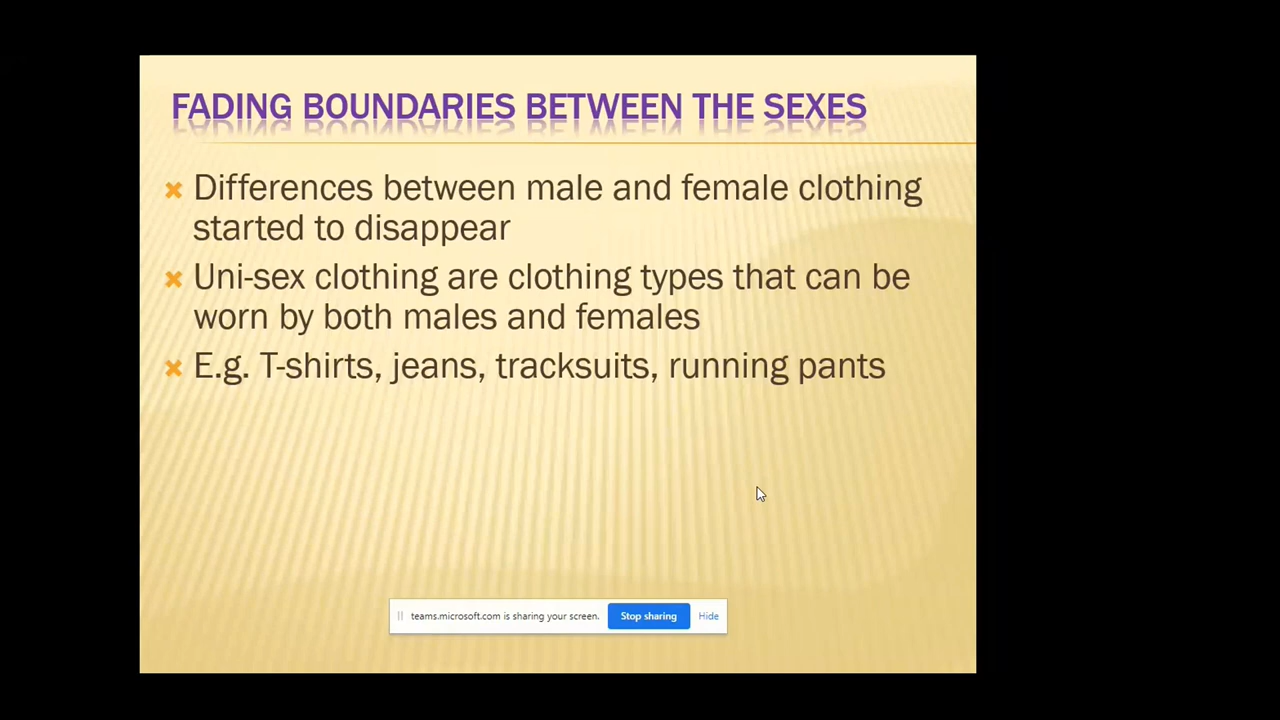 FADING BOUNDARIES BETWEEN THE SEXES
Differences between male and female clothing
started to disappear
Uni-sex clothing are clothing types that can be
worn by both males and females
E.g. T-shirts, jeans, tracksuits, running pants
teams.microsoft.com is sharing your screen. Stop sharing Hide